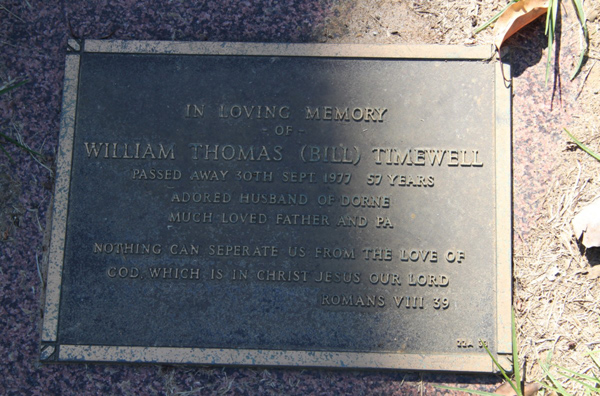 IN LOVING MEMORY
- OF -
WILLIAM THOMAS (BILL) TIMEWELL
PASSED AWAY 30TH SEPT. 1977 57 YEARS
ADORED HUSBAND OF DORNE
MUCH LOVED FATHER AND PA
NOTHING CAN SEPERATE US FROM THE LOVE OF
GOD WHICH IS IN CHRIST JESUS OUR LORD
ROMANS VIII 39